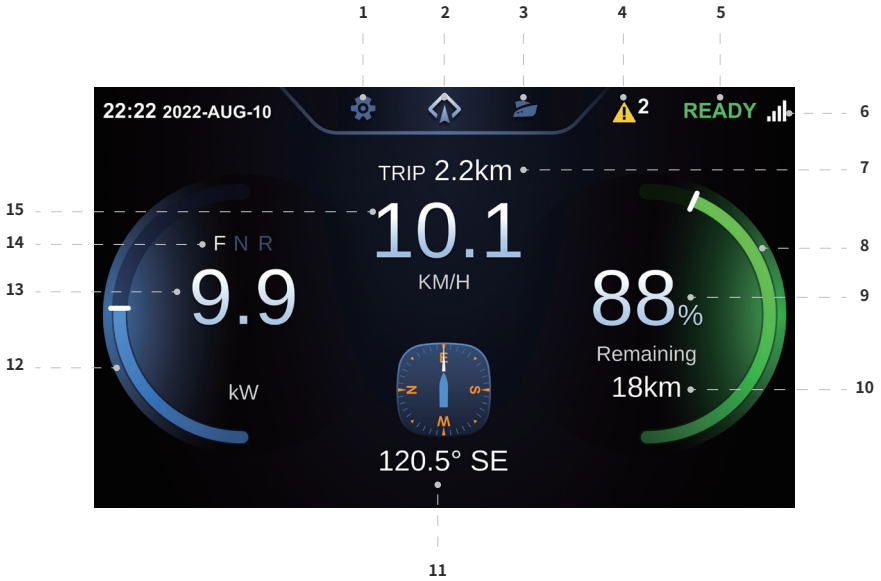 1 2 3 4 5
22:22 2022-AUG-10 2 READY
6
TRIP 2.2km
7
15
10.1
14
F N R
8
KM/H
13
9.9
88%
9
Remaining
12
E
N S
W
kW
18km
10
120.5° SE
11